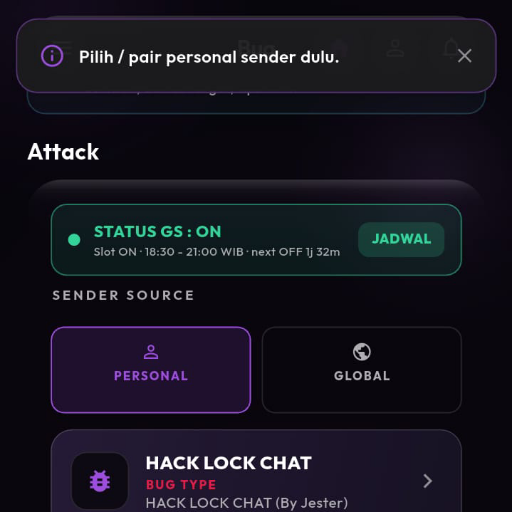 Pilih / pair personal sender dulu.
Attack
STATUS GS : ON
Slot ON · 18:30 - 21:00 WIB · next OFF 1j 32m
JADWAL
SENDER SOURCE
PERSONAL
GLOBAL
HACK LOCK CHAT
BUG TYPE
HACK LOCK CHAT (By Jester)